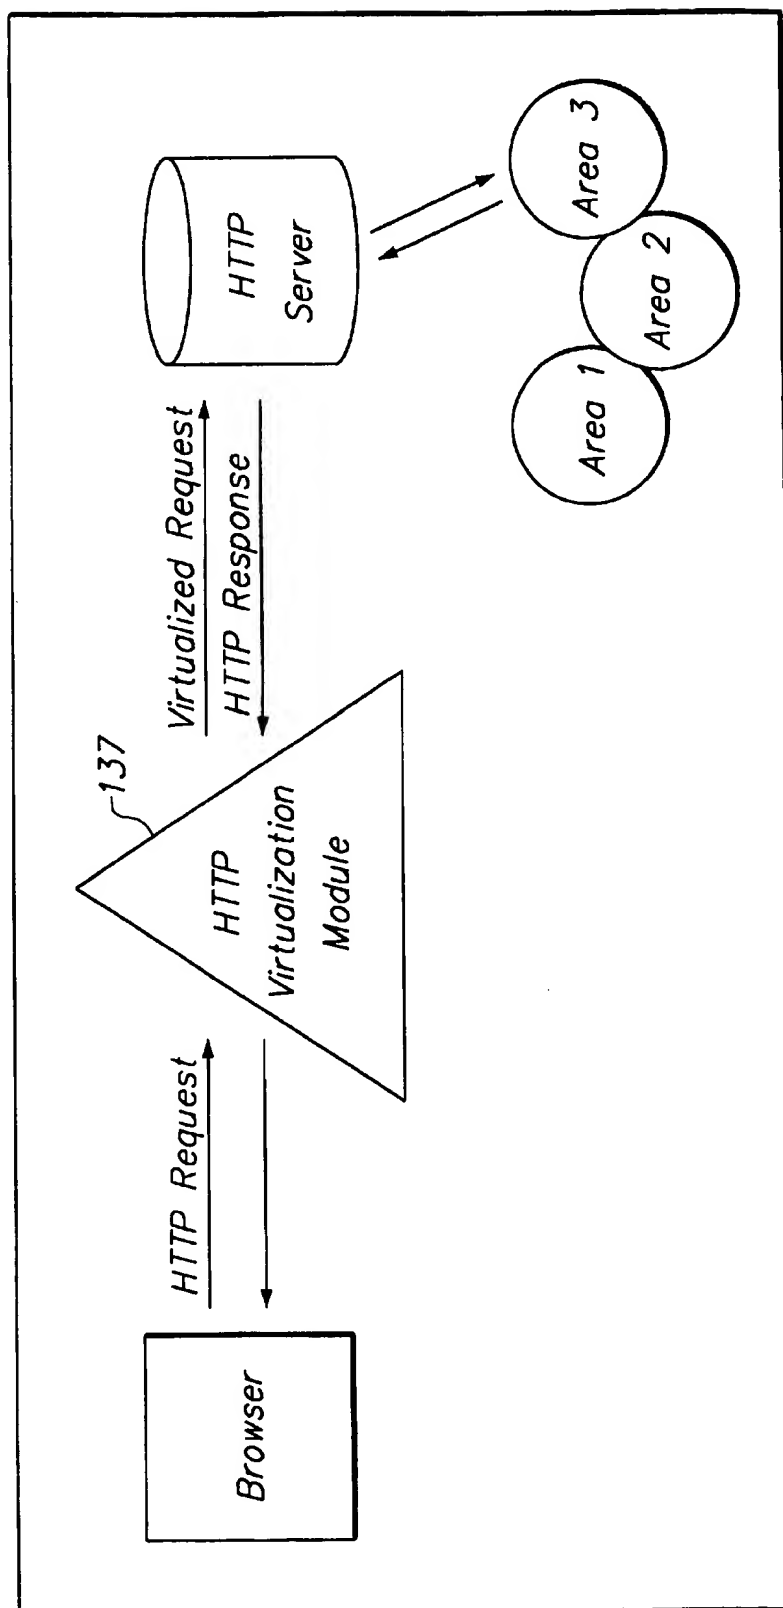 Browser
HTTP Request
137
HTTP
Virtualization
Module
Virtualized Request
HTTP Response
HTTP
Server
Area 1
Area 2
Area 3